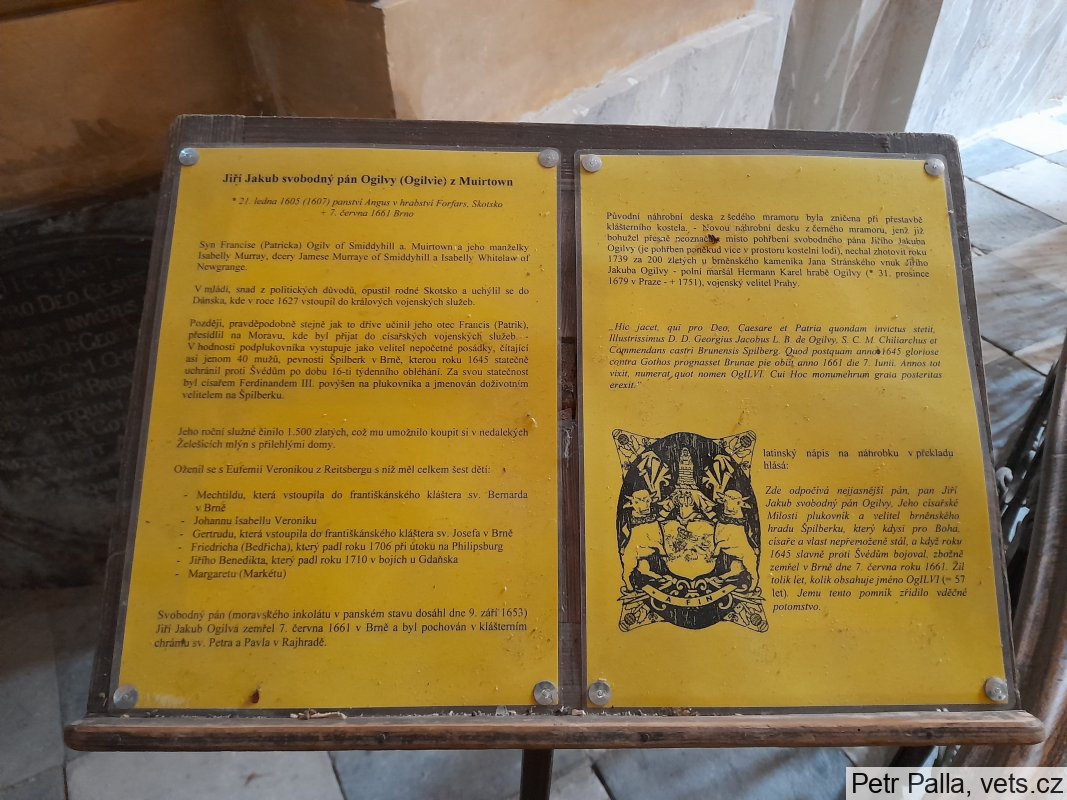 Jiří Jakub svobodný pán Ogilvy (Ogilvie) z Muirtown
* 21. ledna 1605 (1607) panství Angus v hrabství Forfars, Skotsko
+ 7. června 1661 Brno
Syn Francise (Patricka) Ogilv of Smiddyhill a. Muirtown a jeho manželky
Isabelly Murray, dcery Jamese Murraye of Smiddyhill a Isabelly Whitelaw of
Newgrange.
V mládí, snad z politických důvodů, opustil rodné Skotsko a uchýlil se do
Dánska, kde v roce 1627 vstoupil do králových vojenských služeb.
Později, pravděpodobně stejně jak to dříve učinil jeho otec Francis (Patrik),
přesídlil na Moravu, kde byl přijat do císařských vojenských služeb. -
V hodnosti podplukovníka vystupuje jako velitel nepočetné posádky, čítající
asi jenom 40 mužů, pevnosti Špilberk v Brně, kterou roku 1645 statečně
uchránil proti Švédům po dobu 16-ti týdenního obléhání. Za svou statečnost
byl císařem Ferdinandem III. povýšen na plukovníka a jmenován doživotním
velitelem na Špilberku.
Jeho roční služné činilo 1.500 zlatých, což mu umožnilo koupit si v nedalekých
Želešicích mlýn s přilehlými domy.
Oženil se s Eufemií Veronikou z Reitsbergu s níž měl celkem šest dětí:
- Mechtildu, která vstoupila do františkánského kláštera sv. Bernarda
v Brně
- Johannu Isabellu Veroniku
- Gertrudu, která vstoupila do františkánského kláštera sv. Josefa v Brně
- Friedricha (Bedřicha), který padl roku 1706 při útoku na Philipsburg
- Jiřího Benedikta, který padl roku 1710 v bojích u Gdaňska
- Margaretu (Markétu)
Svobodný pán (moravského inkolátu v panském stavu dosáhl dne 9. září 1653)
Jiří Jakub Ogilvá zemřel 7. června 1661 v Brně a byl pochován v klášterním
chrámu sv. Petra a Pavla v Rajhradě.
Původní náhrobní deska z šedého mramoru byla zničena při přestavbě
klášterního kostela. - Novou náhrobní desku z černého mramoru, jenž již
bohužel přesně neoznačuje místo pohřbení svobodného pána Jiřího Jakuba
Ogilvy (je pohřben poněkud více v prostoru kostelní lodi), nechal zhotovit roku
1739 za 200 zlatých u brněnského kameníka Jana Stránského vnuk Jiřího
Jakuba Ogilvy - polní maršál Hermann Karel hrabě Ogilvy (* 31. prosince
1679 v Praze - + 1751), vojenský velitel Prahy.
„Hic jacet, qui pro Deo, Caesare et Patria quondam invictus stetit,
Illustrissimus D. D. Georgius Jacobus L. B. de Ogilvy, S. C. M. Chiliarchus et
Commendans castri Brunensis Spilberg. Quod postquam anno 1645 gloriose
contra Gothos prognasset Brunae pie obiit anno 1661 die 7. Iunii. Annos tot
vixit, numerat quot nomen OgILVI. Cui Hoc monumehrum graia posteritas
erexit.“
latinský nápis na náhrobku v překladu
hlásá:
Zde odpočívá nejjasnější pán, pan Jiří
Jakub svobodný pán Ogilvy, Jeho císařské
Milosti plukovník a velitel brněnského
hradu Špilberku, který kdysi pro Boha,
císaře a vlast nepřemožené stál, a když roku
1645 slavně proti Švédům bojoval, zbožně
zemřel v Brně dne 7. června roku 1661. Žil
tolik let, kolik obsahuje jméno OgILVI (= 57
let). Jemu tento pomník zřídilo vděčné
potomstvo.
A FIN
Petr Palla, vets.cz